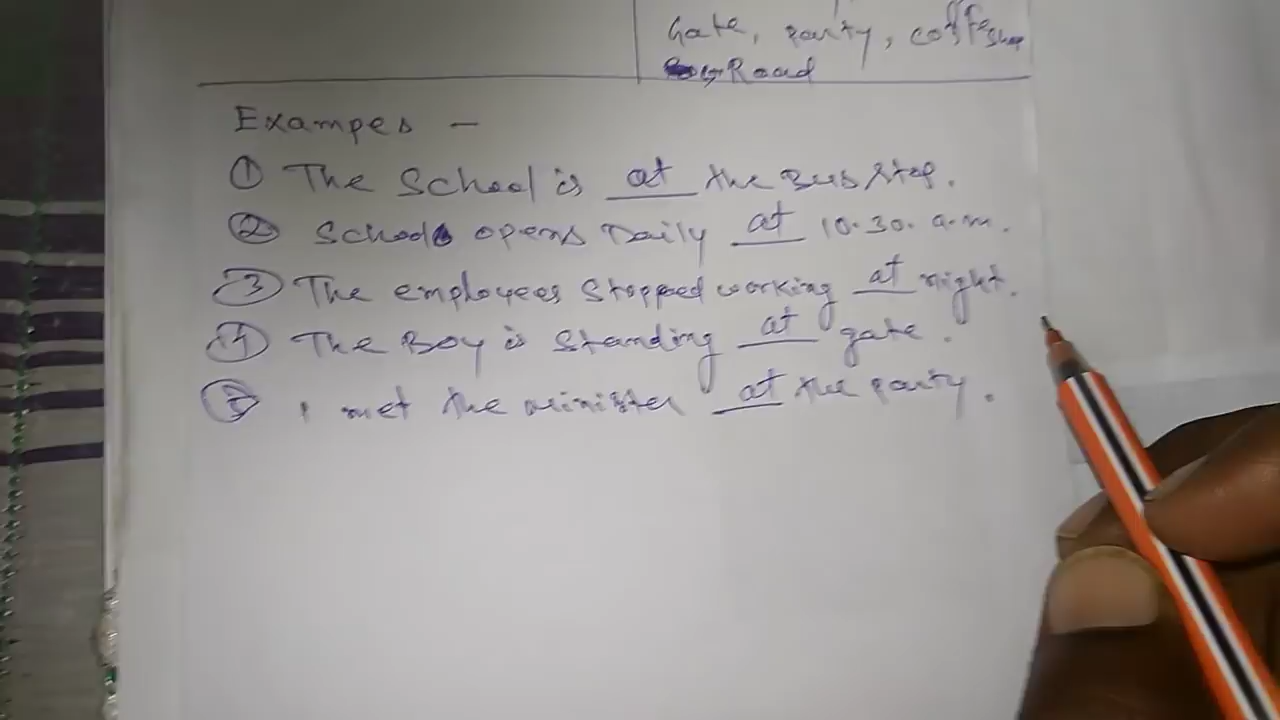 Gate, party, coffeshop
Road
Exampes -
① The School is at the Bus stop.
② School opens Daily at 10.30. a.m.
③ The employees stopped working at night.
④ The Boy is standing at gate.
⑤ I met the minister at the party.